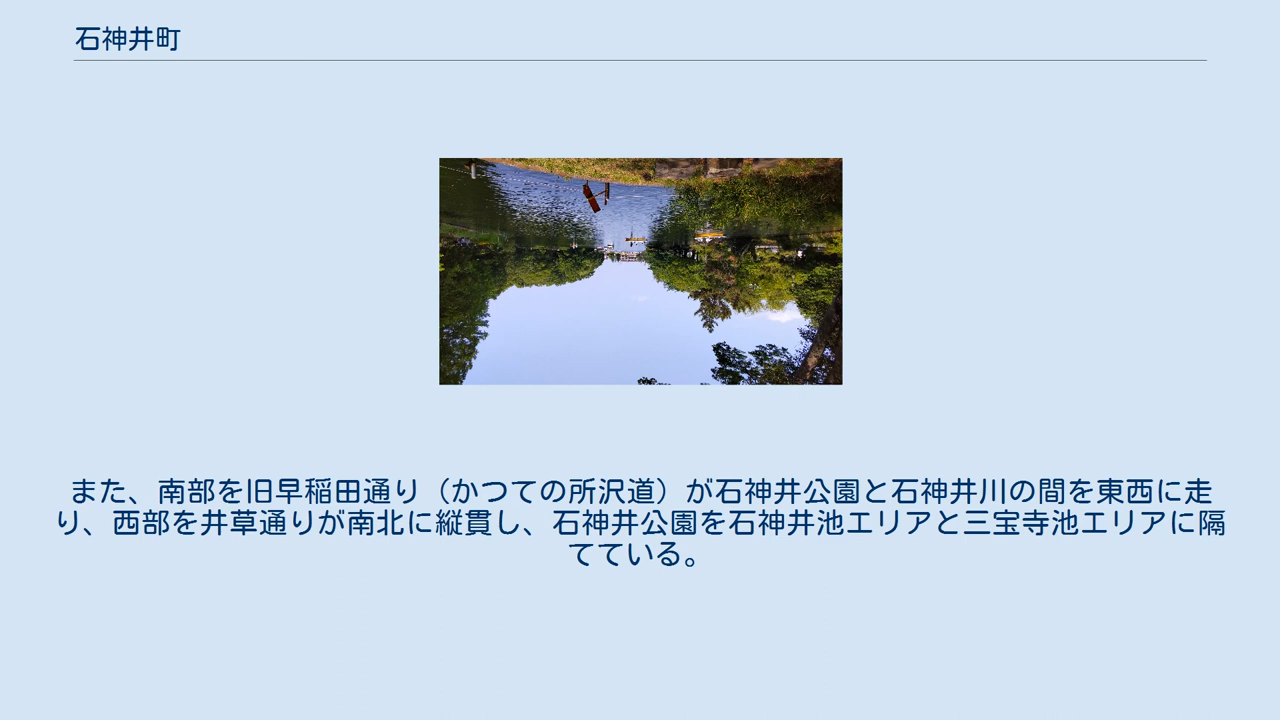 石神井町
また、南部を旧早稲田通り（かつての所沢道）が石神井公園と石神井川の間を東西に走
り、西部を井草通りが南北に縦貫し、石神井公園を石神井池エリアと三宝寺池エリアに隔
てている。